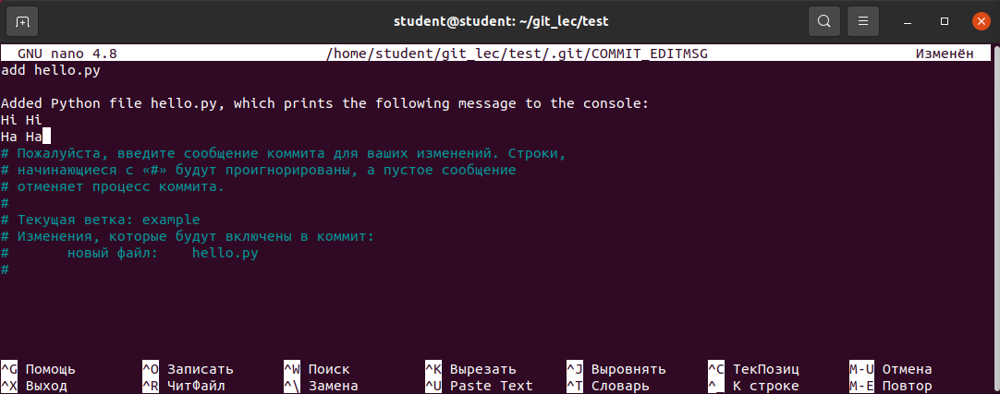 student@student: ~/git_lec/test
GNU nano 4.8 /home/student/git_lec/test/.git/COMMIT_EDITMSG Изменён
add hello.py
Added Python file hello.py, which prints the following message to the console:
Hi Hi
Ha Ha
# Пожалуйста, введите сообщение коммита для ваших изменений. Строки,
# начинающиеся с «#» будут проигнорированы, а пустое сообщение
# отменяет процесс коммита.
#
# Текущая ветка: example
# Изменения, которые будут включены в коммит:
#       новый файл:    hello.py
#
^G Помощь ^O Записать ^W Поиск ^K Вырезать ^J Выровнять ^C ТекПозиц M-U Отмена
^X Выход ^R ЧитФайл ^\ Замена ^U Paste Text ^T Словарь ^_ К строке M-E Повтор